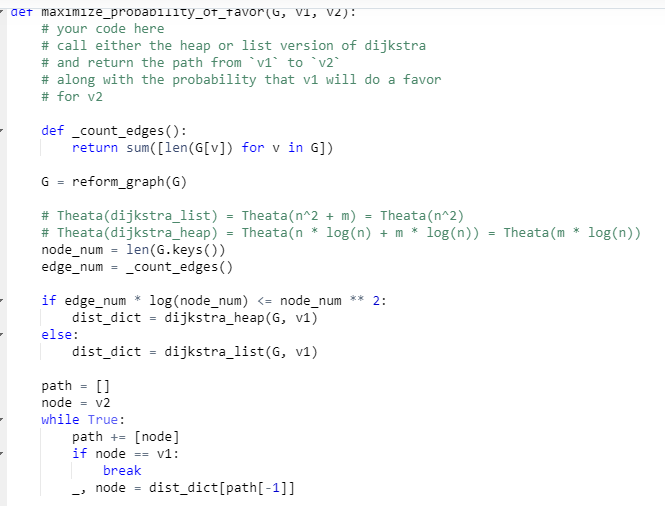 def maximize_probability_of_favor(G, v1, v2):
    # your code here
    # call either the heap or list version of dijkstra
    # and return the path from `v1` to `v2`
    # along with the probability that v1 will do a favor
    # for v2

    def _count_edges():
        return sum([len(G[v]) for v in G])

    G = reform_graph(G)

    # Theata(dijkstra_list) = Theata(n^2 + m) = Theata(n^2)
    # Theata(dijkstra_heap) = Theata(n * log(n) + m * log(n)) = Theata(m * log(n))
    node_num = len(G.keys())
    edge_num = _count_edges()

    if edge_num * log(node_num) <= node_num ** 2:
        dist_dict = dijkstra_heap(G, v1)
    else:
        dist_dict = dijkstra_list(G, v1)

    path = []
    node = v2
    while True:
        path += [node]
        if node == v1:
            break
        _, node = dist_dict[path[-1]]